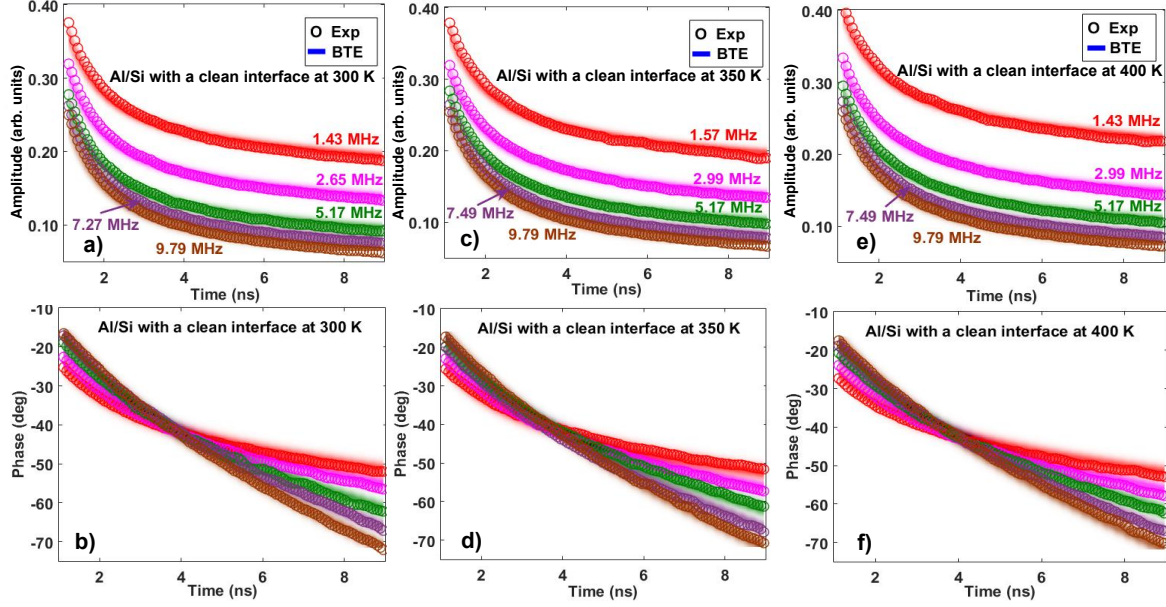 Exp
BTE
Al/Si with a clean interface at 300 K
Amplitude (arb. units)
0.40
0.30
0.20
0.10
1.43 MHz
2.65 MHz
5.17 MHz
7.27 MHz
9.79 MHz
a)
2 4 6 8
Time (ns)
Exp
BTE
Al/Si with a clean interface at 350 K
Amplitude (arb. units)
0.40
0.30
0.20
0.10
1.57 MHz
2.99 MHz
5.17 MHz
7.49 MHz
9.79 MHz
c)
2 4 6 8
Time (ns)
Exp
BTE
Al/Si with a clean interface at 400 K
Amplitude (arb. units)
0.30
0.20
0.10
1.43 MHz
2.99 MHz
5.17 MHz
7.49 MHz
9.79 MHz
e)
2 4 6 8
Time (ns)
Al/Si with a clean interface at 300 K
Phase (deg)
-10
-20
-30
-40
-50
-60
-70
b)
2 4 6 8
Time (ns)
Al/Si with a clean interface at 350 K
Phase (deg)
-10
-20
-30
-40
-50
-60
-70
d)
2 4 6 8
Time (ns)
Al/Si with a clean interface at 400 K
Phase (deg)
-10
-20
-30
-40
-50
-60
-70
f)
2 4 6 8
Time (ns)